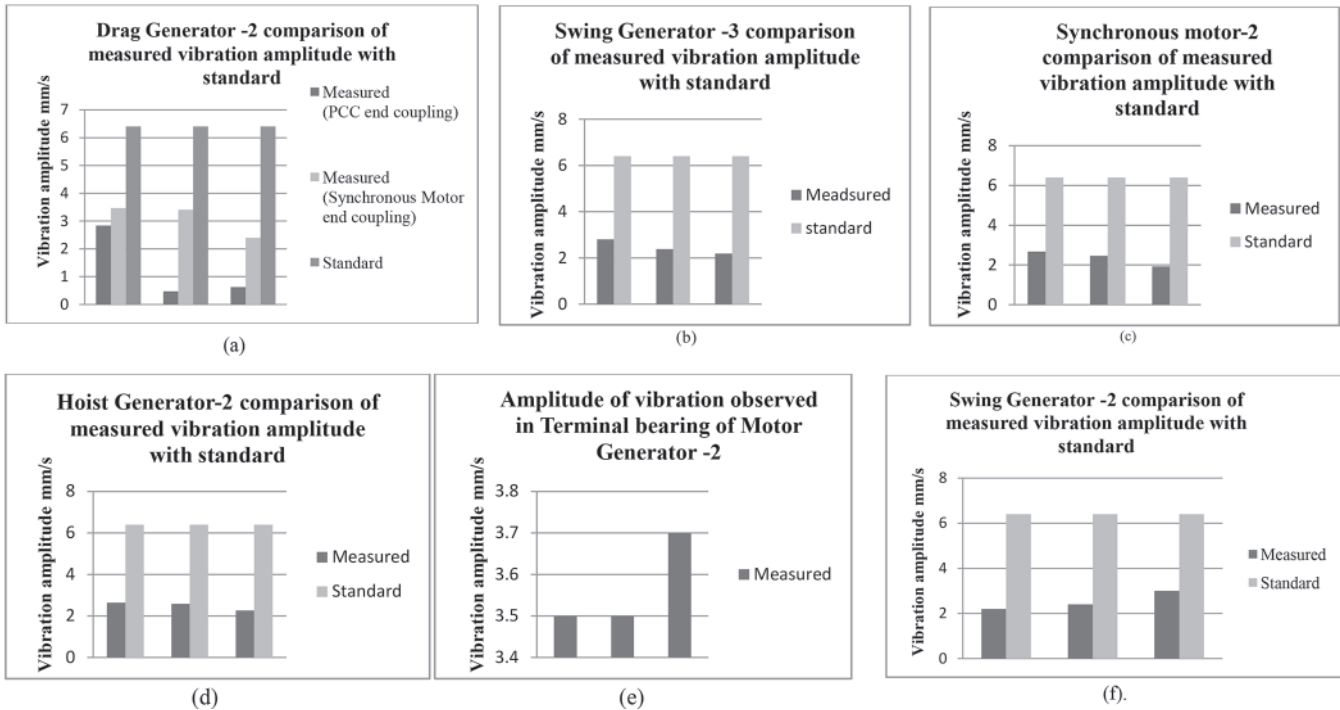 Drag Generator -2 comparison of
measured vibration amplitude with
standard
Vibration amplitude mm/s
7
6
5
4
3
2
1
0
Measured
(PCC end coupling)
Measured
(Synchronous Motor
end coupling)
Standard
(a)
Swing Generator -3 comparison
of measured vibration amplitude
with standard
Vibration amplitude mm/s
8
6
4
2
0
Meadsured
standard
(b)
Synchronous motor-2
comparison of measured
vibration amplitude with
standard
Vibration amplitude mm/s
8
6
4
2
0
Measured
Standard
(c)
Hoist Generator-2 comparison of
measured vibration amplitude
with standard
Vibration amplitude mm/s
8
6
4
2
0
Measured
Standard
(d)
Amplitude of vibration observed
in Terminal bearing of Motor
Generator -2
Vibration amplitude mm/s
3.8
3.7
3.6
3.5
3.4
Measured
(e)
Swing Generator -2 comparison of
measured vibration amplitude with
standard
Vibration amplitude mm/s
8
6
4
2
0
Measured
Standard
(f).